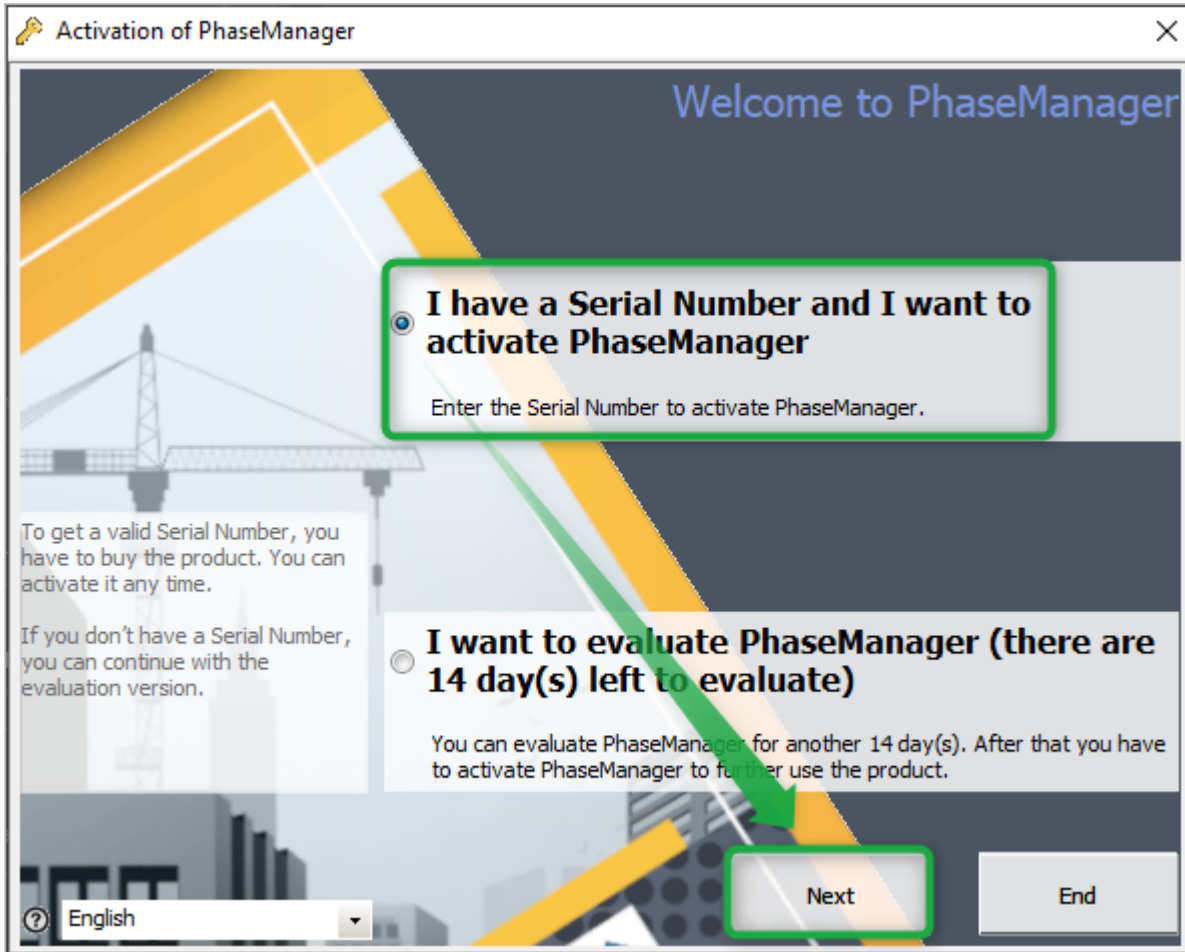 Activation of PhaseManager
Welcome to PhaseManager
I have a Serial Number and I want to
activate PhaseManager
Enter the Serial Number to activate PhaseManager.
To get a valid Serial Number, you
have to buy the product. You can
activate it any time.
If you don't have a Serial Number,
you can continue with the
evaluation version.
I want to evaluate PhaseManager (there are
14 day(s) left to evaluate)
You can evaluate PhaseManager for another 14 day(s). After that you have
to activate PhaseManager to further use the product.
? English
Next
End